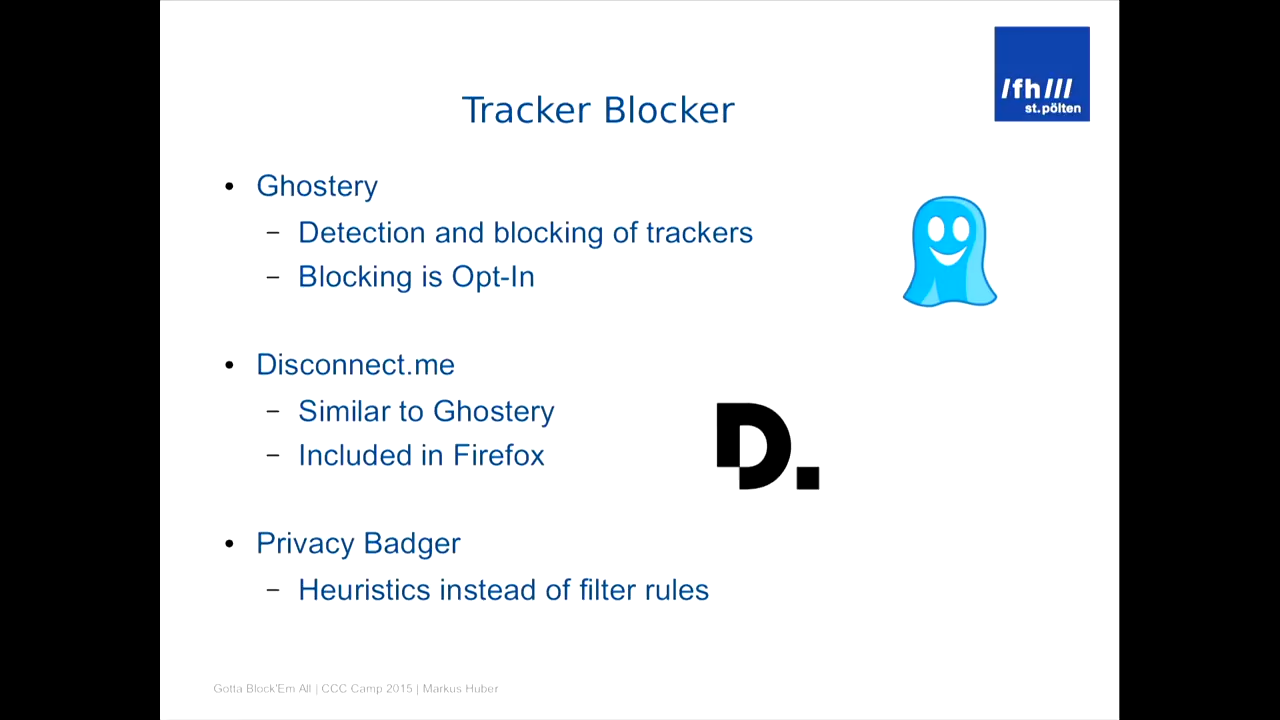 /fh///
st.pölten
Tracker Blocker
• Ghostery
– Detection and blocking of trackers
– Blocking is Opt-In
• Disconnect.me
– Similar to Ghostery
– Included in Firefox
D.
• Privacy Badger
– Heuristics instead of filter rules
Gotta Block'Em All | CCC Camp 2015 | Markus Huber